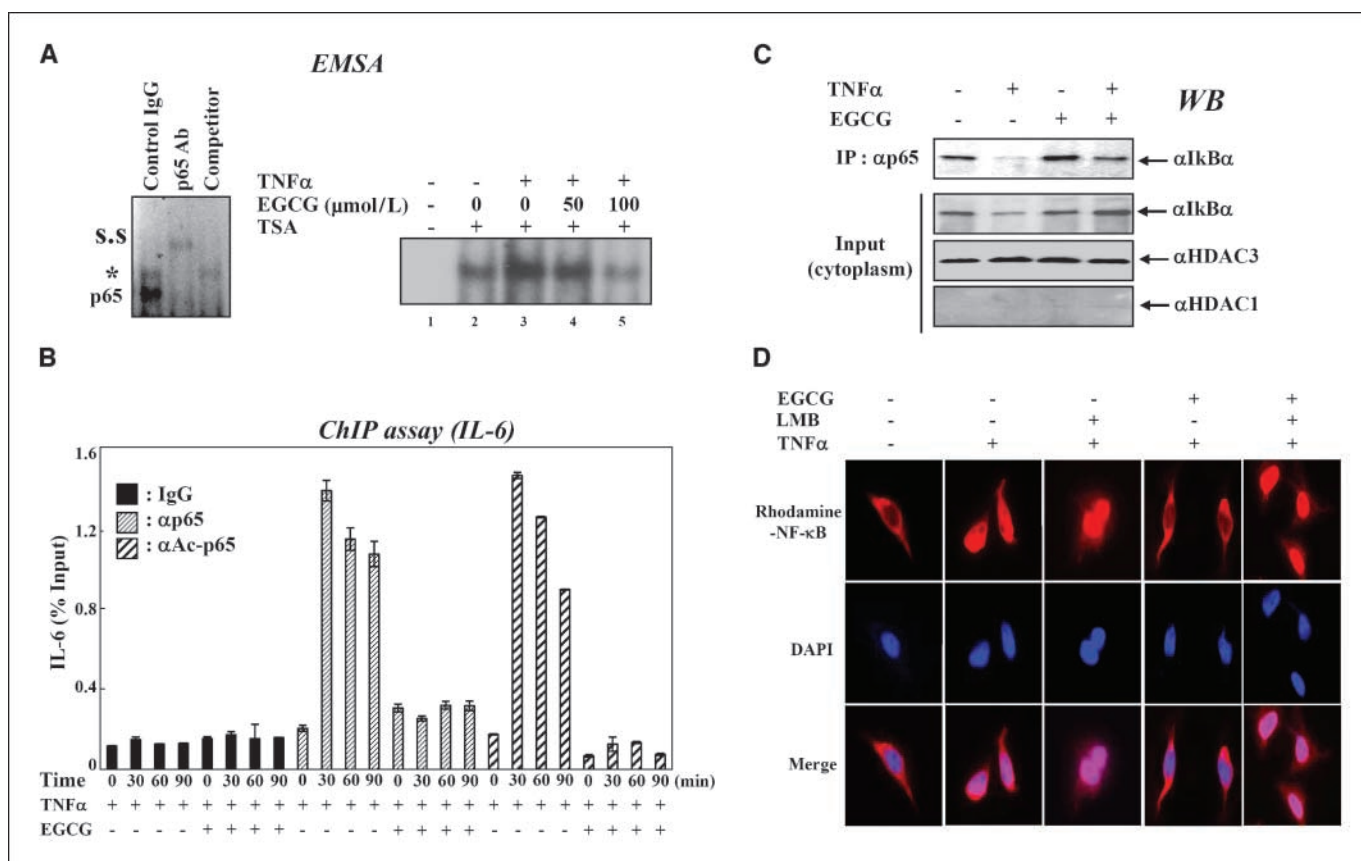 A
EMSA
Control IgG
p65 Ab
Competitor
s.s
*
p65
TNFα - - + + +
EGCG (μmol/L) - 0 0 50 100
TSA - + + + +
1 2 3 4 5
B
ChIP assay (IL-6)
IL-6 (% Input)
1.6
1.2
0.8
0.4
0
: IgG
: αp65
: αAc-p65
Time 0 30 60 90 0 30 60 90 0 30 60 90 0 30 60 90 0 30 60 90 0 30 60 90 (min)
TNFα + + + + + + + + + + + + + + + + + + + + + + + +
EGCG - - - - + + + + - - - - + + + + - - - - + + + +
C
TNFα - + - +
EGCG - - + +
WB
IP : αp65
αIkBα
αIkBα
Input
(cytoplasm)
αHDAC3
αHDAC1
D
EGCG - - - + +
LMB - - + - +
TNFα - + + + +
Rhodamine
-NF-κB
DAPI
Merge